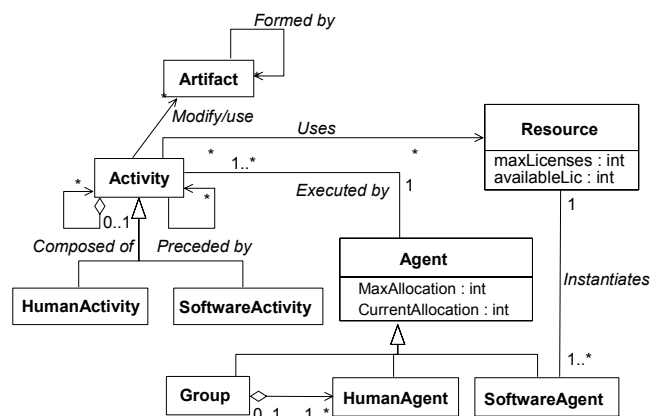 Formed by
Artifact
*
*
Modify/use
Uses
Resource
maxLicenses : int
availableLic : int
*
*
1..*
Activity
*
*
0..1
Executed by
1
1
Composed of
Preceded by
Agent
MaxAllocation : int
CurrentAllocation : int
Instantiates
HumanActivity
SoftwareActivity
1..*
Group
0..1
1..*
HumanAgent
SoftwareAgent